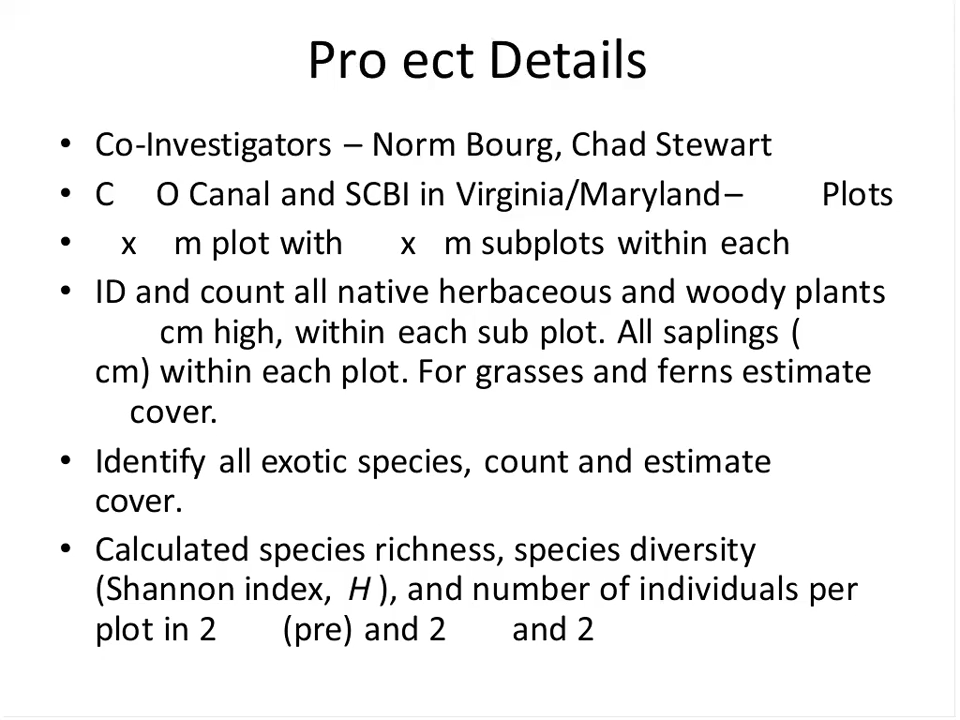 Pro ect Details
• Co-Investigators – Norm Bourg, Chad Stewart
• C O Canal and SCBI in Virginia/Maryland – Plots
• x m plot with x m subplots within each
• ID and count all native herbaceous and woody plants
cm high, within each sub plot. All saplings (
cm) within each plot. For grasses and ferns estimate
cover.
• Identify all exotic species, count and estimate
cover.
• Calculated species richness, species diversity
(Shannon index, H ), and number of individuals per
plot in 2 (pre) and 2 and 2